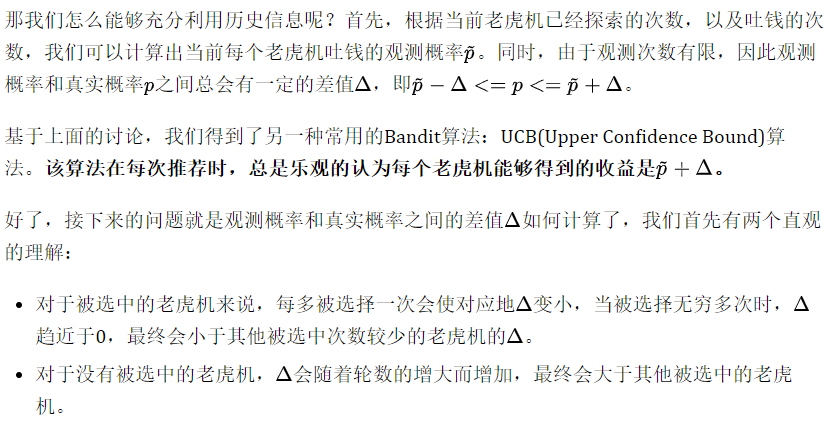 那我们怎么能够充分利用历史信息呢？首先，根据当前老虎机已经探索的次数，以及吐钱的次
数，我们可以计算出当前每个老虎机吐钱的观测概率p̃。同时，由于观测次数有限，因此观测
概率和真实概率p之间总会有一定的差值Δ，即p̃ − Δ <= p <= p̃ + Δ。
基于上面的讨论，我们得到了另一种常用的Bandit算法：UCB(Upper Confidence Bound)算
法。该算法在每次推荐时，总是乐观的认为每个老虎机能够得到的收益是p̃ + Δ。
好了，接下来的问题就是观测概率和真实概率之间的差值Δ如何计算了，我们首先有两个直观
的理解：
• 对于被选中的老虎机来说，每多被选择一次会使对应地Δ变小，当被选择无穷多次时，Δ
趋近于0，最终会小于其他被选中次数较少的老虎机的Δ。
• 对于没有被选中的老虎机，Δ会随着轮数的增大而增加，最终会大于其他被选中的老虎
机。